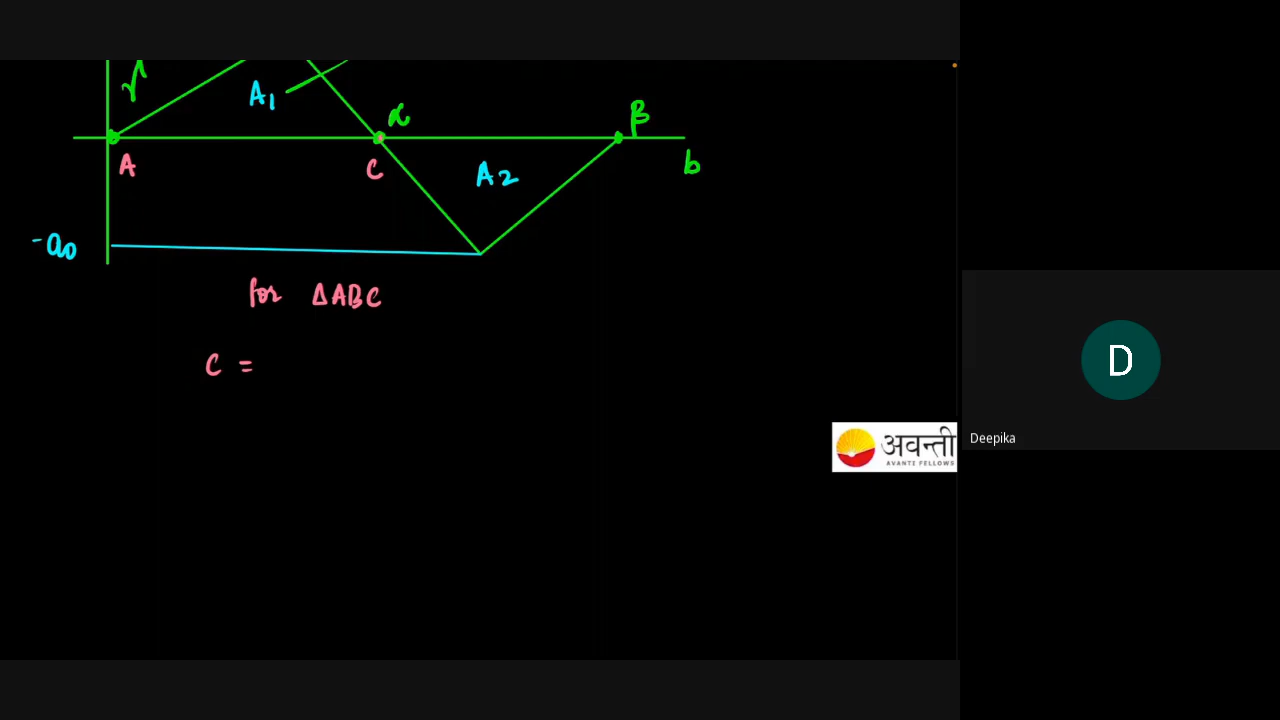 A1
α
β
A
C
A2
b
-a0
for ΔABC
C =
अवन्ती
AVANTI FELLOWS
D
Deepika